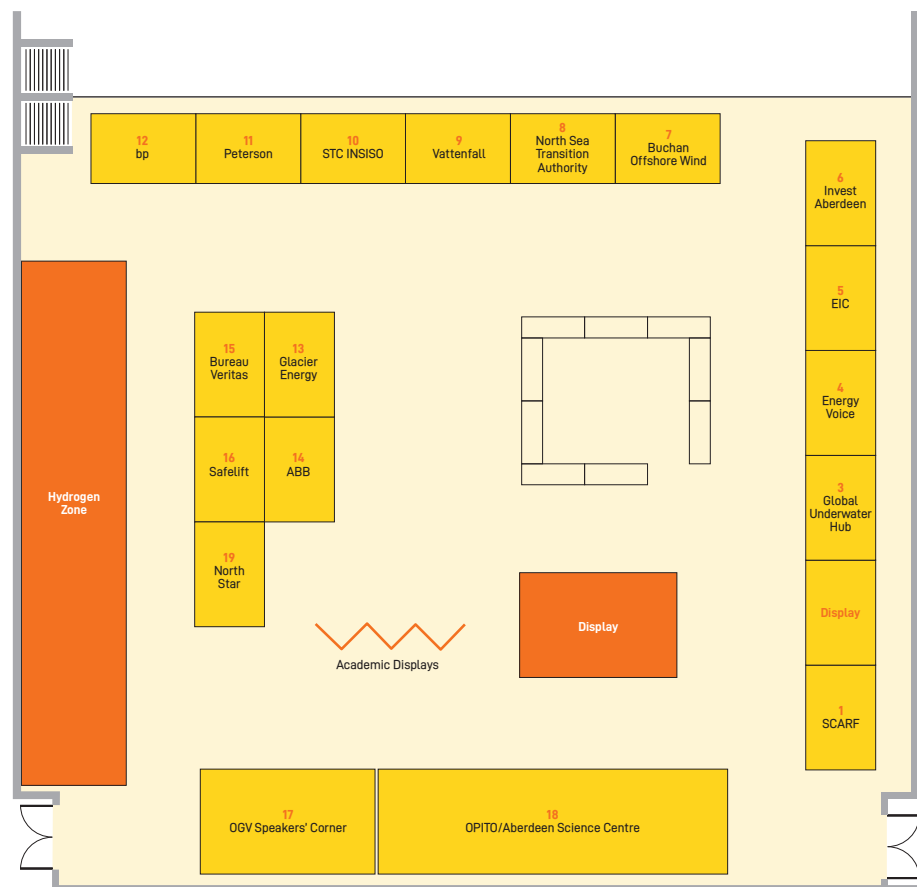 12
bp
11
Peterson
10
STC INSISO
9
Vattenfall
8
North Sea
Transition
Authority
7
Buchan
Offshore Wind
6
Invest
Aberdeen
5
EIC
4
Energy
Voice
3
Global
Underwater
Hub
Display
1
SCARF
15
Bureau
Veritas
13
Glacier
Energy
16
Safelift
14
ABB
19
North
Star
Hydrogen
Zone
Academic Displays
Display
17
OGV Speakers' Corner
18
OPITO/Aberdeen Science Centre